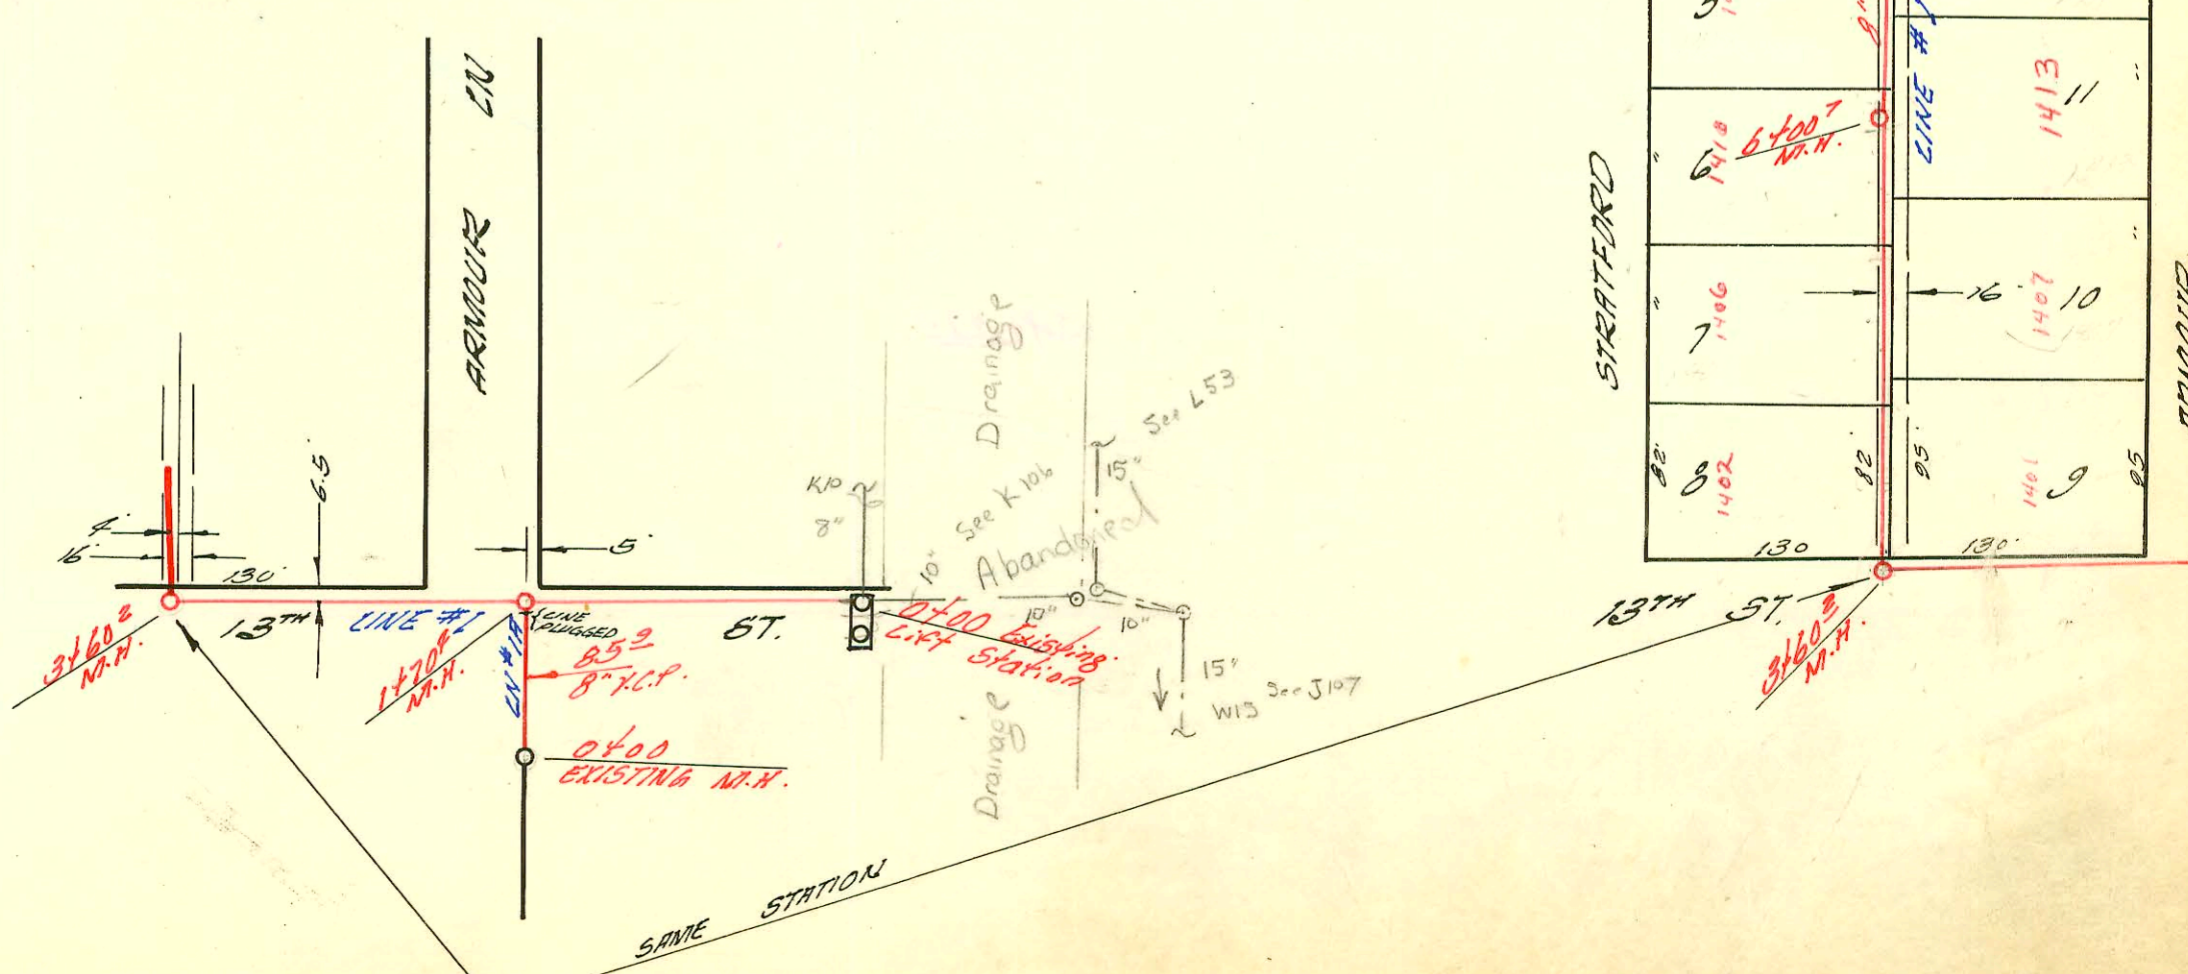 ARMOUR LN
STRATFORD
8"
LINE #
11
1413
6+00⁷
M.H.
6
1418
7
1406
16'
10
1407
8
1402
82
82
95
9
1401
95
130
130'
13TH ST.
3+60²
M.H.
4'
16'
130'
6.5
5'
13TH ST.
LINE #1
3+60²
M.H.
1+70²
M.H.
LINE
PLUGGED
LN #1A
85⁹
8" V.C.P.
0+00
EXISTING M.H.
K10
8"
10"
See K106
Abandoned
Drainage
Drainage
15"
See L53
10"
10"
0+00 Existing
Lift Station
15"
W15
See J107
SAME STATION